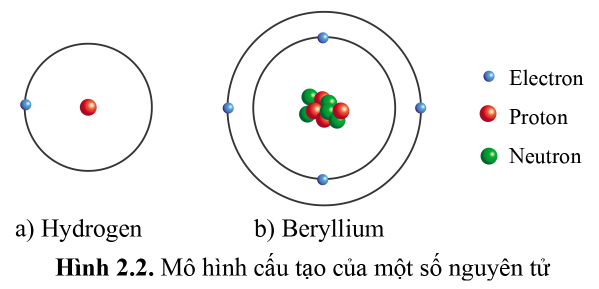 Electron
Proton
Neutron
a) Hydrogen
b) Beryllium
Hình 2.2. Mô hình cấu tạo của một số nguyên tử